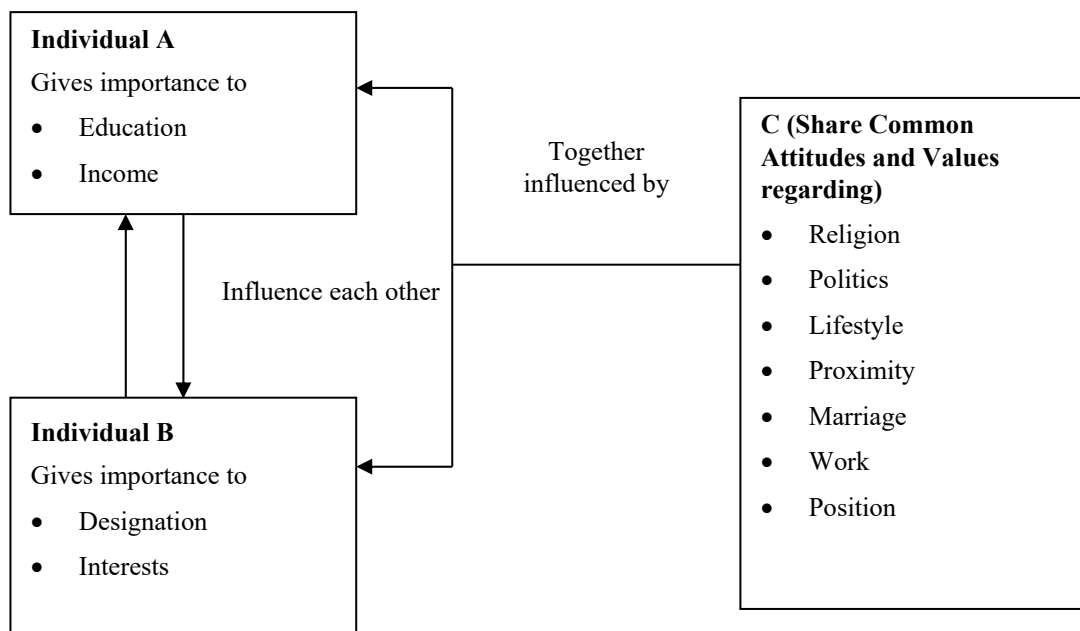 Individual A
Gives importance to
• Education
• Income
Together
influenced by
Influence each other
Individual B
Gives importance to
• Designation
• Interests
C (Share Common
Attitudes and Values
regarding)
• Religion
• Politics
• Lifestyle
• Proximity
• Marriage
• Work
• Position